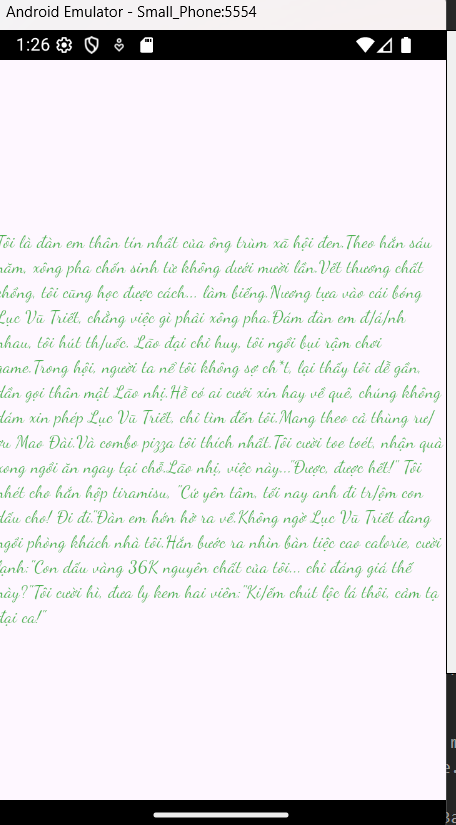 Android Emulator - Small_Phone:5554
1:26
Tôi là đàn em thân tín nhất của ông trùm xã hội đen.Theo hắn sáu
năm, xông pha chốn sinh tử không dưới mười lần.Vết thương chất
chồng, tôi cũng học được cách... làm biếng.Nương tựa vào cái bóng
Lục Vũ Triết, chẳng việc gì phải xông pha.Đám đàn em đ/á/nh
nhau, tôi hút th/uốc. Lão đại chỉ huy, tôi ngồi bụi rậm chơi
game.Trong hội, người ta nể tôi không sợ ch*t, lại thấy tôi dễ gần,
dần gọi thân mật Lão nhị.Hễ có ai cưới xin hay về quê, chúng không
dám xin phép Lục Vũ Triết, chỉ tìm đến tôi.Mang theo cả thùng rư/
ợu Mao Đài.Và combo pizza tôi thích nhất.Tôi cười toe toét, nhận quà
xong ngồi ăn ngay tại chỗ.Lão nhị, việc này..."Được, được hết!" Tôi
nhét cho hắn hộp tiramisu, "Cứ yên tâm, tối nay anh đi tr/ộm con
dấu cho! Đi đi."Đàn em hớn hở ra về.Không ngờ Lục Vũ Triết đang
ngồi phòng khách nhà tôi.Hắn bước ra nhìn bàn tiệc cao calorie, cười
lạnh:"Con dấu vàng 36K nguyên chất của tôi... chỉ đáng giá thế
này?"Tôi cười hì, đưa ly kem hai viên:"Ki/ếm chút lộc lá thôi, cảm tạ
đại ca!"